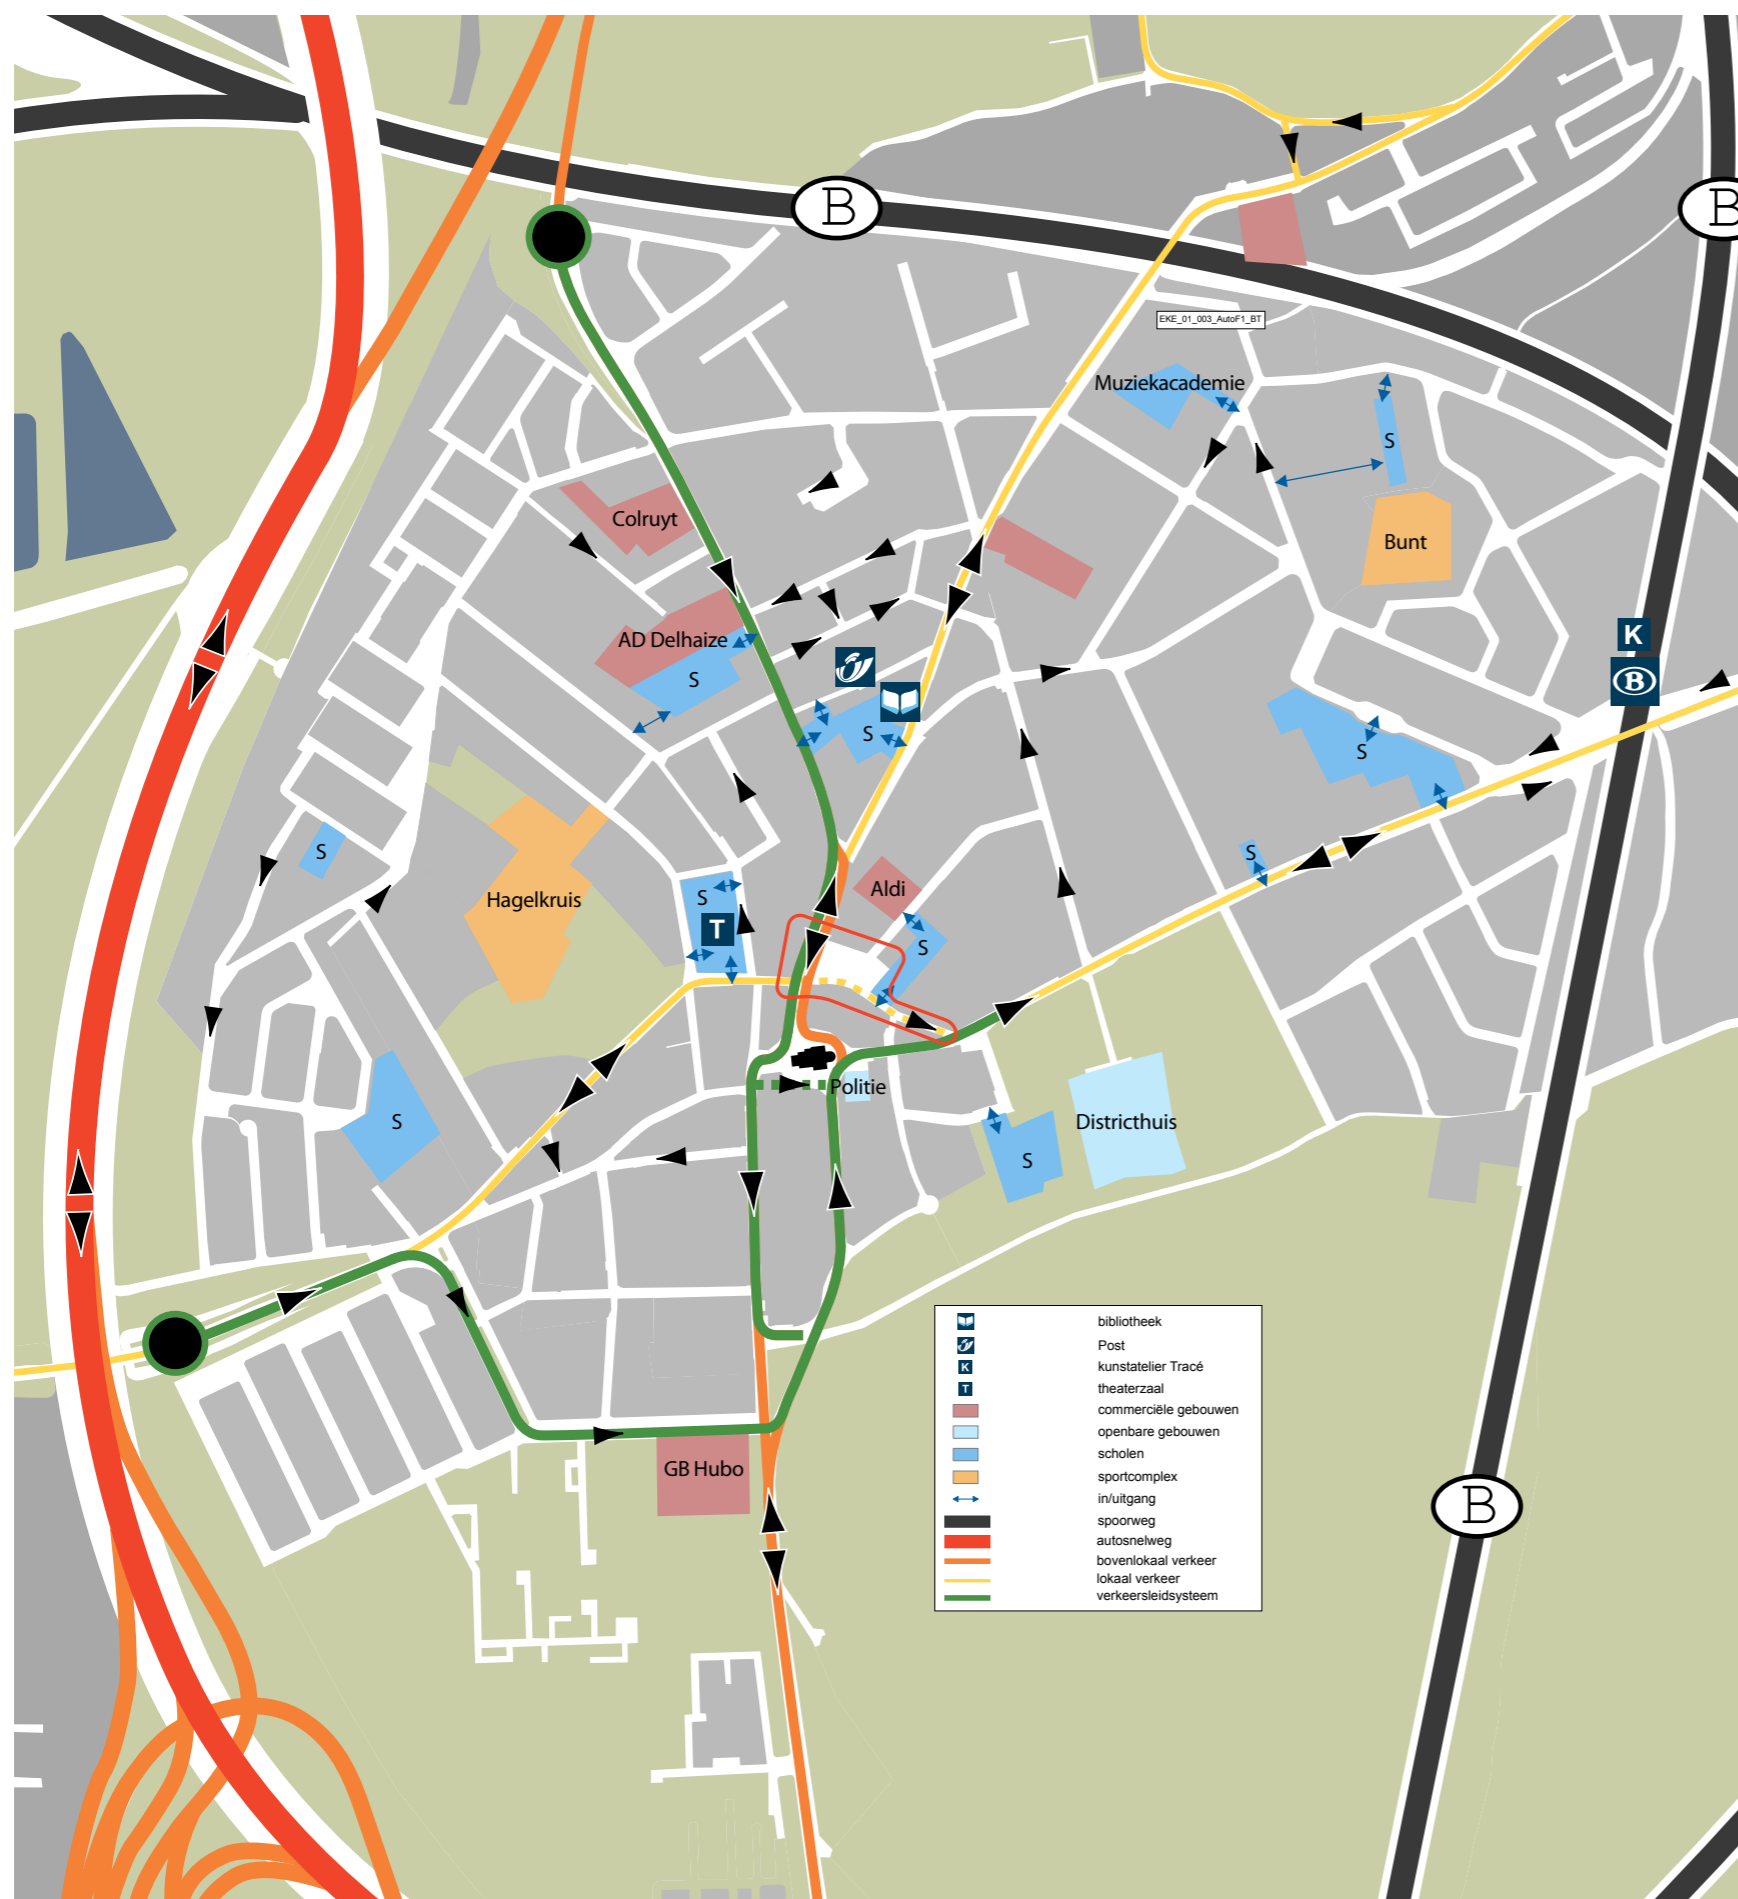 B
B
EKE_01_003_AutoF1_BT
Muziekacademie
S
Colruyt
Bunt
K
B
AD Delhaize
S
S
S
S
S
Aldi
Hagelkruis
S
T
S
Politie
S
Districthuis
S
bibliotheek
Post
K kunstatelier Tracé
T theaterzaal
commerciële gebouwen
openbare gebouwen
scholen
sportcomplex
in/uitgang
spoorweg
autosnelweg
bovenlokaal verkeer
lokaal verkeer
verkeersleidsysteem
GB Hubo
B